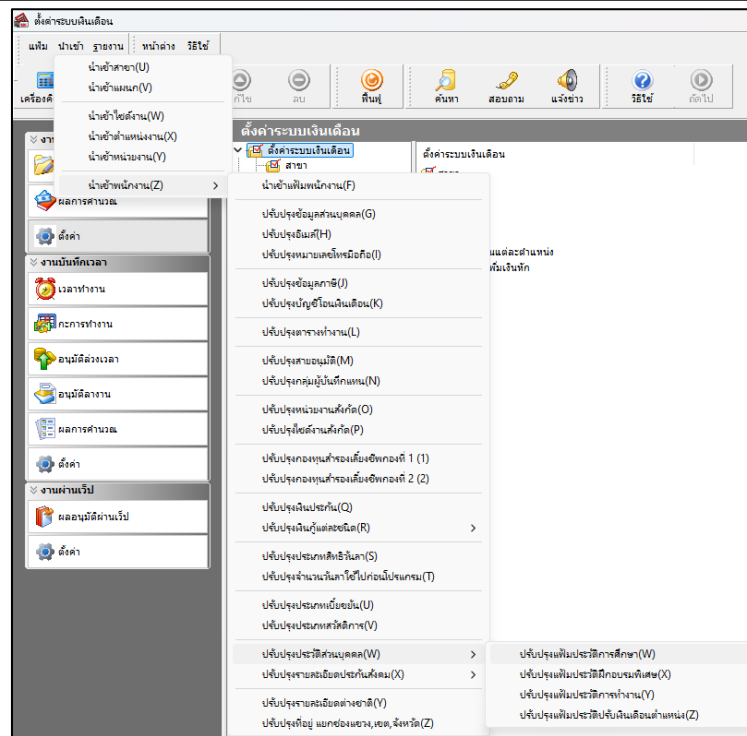 ตั้งค่าระบบเงินเดือน
แฟ้ม นำเข้า รายงาน หน้าต่าง วิธีใช้
นำเข้าสาขา(U)
นำเข้าแผนก(V)
นำเข้าไซต์งาน(W)
นำเข้าตำแหน่งงาน(X)
นำเข้าหน่วยงาน(Y)
นำเข้าพนักงาน(Z)
แก้ไข ลบ ฟื้นฟู ค้นหา สอบถาม แจ้งข่าว วิธีใช้ ถัดไป
ตั้งค่าระบบเงินเดือน
ตั้งค่าระบบเงินเดือน
สาขา
ตั้งค่าระบบเงินเดือน
สาขา
ผลการคำนวณ
ตั้งค่า
งานบันทึกเวลา
เวลาทำงาน
กะการทำงาน
อนุมัติล่วงเวลา
อนุมัติลางาน
ผลการคำนวณ
ตั้งค่า
งานผ่านเว็ป
ผลอนุมัติผ่านเว็ป
ตั้งค่า
นำเข้าแฟ้มพนักงาน(F)
ปรับปรุงข้อมูลส่วนบุคคล(G)
ปรับปรุงอีเมล์(H)
ปรับปรุงหมายเลขโทรมือถือ(I)
ปรับปรุงข้อมูลภาษี(J)
ปรับปรุงบัญชีโอนเงินเดือน(K)
ปรับปรุงตารางทำงาน(L)
ปรับปรุงสายอนุมัติ(M)
ปรับปรุงกลุ่มผู้บันทึกแทน(N)
ปรับปรุงหน่วยงานสังกัด(O)
ปรับปรุงไซต์งานสังกัด(P)
ปรับปรุงกองทุนสำรองเลี้ยงชีพกองที่ 1 (1)
ปรับปรุงกองทุนสำรองเลี้ยงชีพกองที่ 2 (2)
ปรับปรุงเงินประกัน(Q)
ปรับปรุงเงินกู้แต่ละชนิด(R)
ปรับปรุงประเภทสิทธิวันลา(S)
ปรับปรุงจำนวนวันลาใช้ไปก่อนโปรแกรม(T)
ปรับปรุงประเภทเบี้ยขยัน(U)
ปรับปรุงประเภทสวัสดิการ(V)
ปรับปรุงประวัติส่วนบุคคล(W)
ปรับปรุงรายละเอียดประกันสังคม(X)
ปรับปรุงรายละเอียดต่างชาติ(Y)
ปรับปรุงที่อยู่ แยกช่องแขวง,เขต,จังหวัด(Z)
ปรับปรุงแฟ้มประวัติการศึกษา(W)
ปรับปรุงแฟ้มประวัติฝึกอบรมพิเศษ(X)
ปรับปรุงแฟ้มประวัติการทำงาน(Y)
ปรับปรุงแฟ้มประวัติปรับเงินเดือนตำแหน่ง(Z)